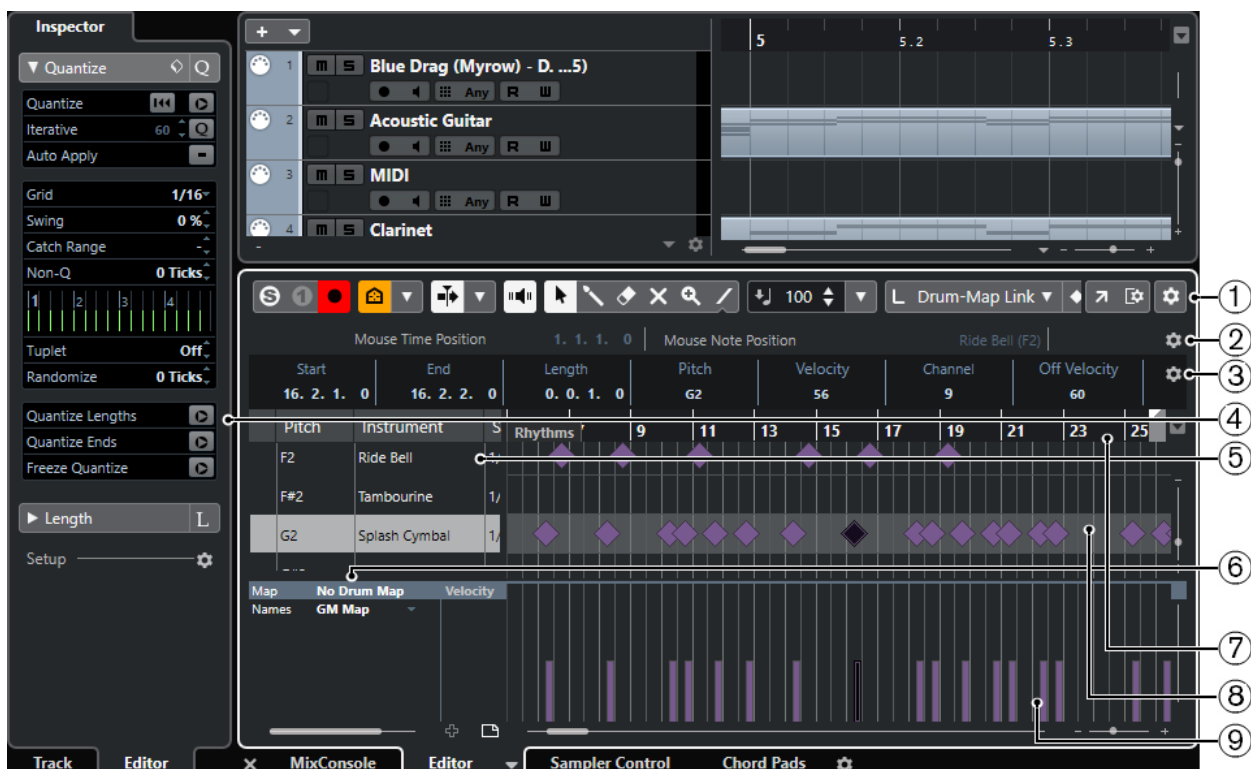 Inspector
Quantize Q
Quantize
Iterative 60 Q
Auto Apply
Grid 1/16
Swing 0 %
Catch Range -
Non-Q 0 Ticks
1 2 3 4
Tuplet Off
Randomize 0 Ticks
Quantize Lengths
Quantize Ends
Freeze Quantize
Length L
Setup
+
5 5.2 5.3
1 m S Blue Drag (Myrow) - D. ...5)
Any R W
2 m S Acoustic Guitar
Any R W
3 m S MIDI
Any R W
4 m S Clarinet
- - +
S 1 100 L Drum-Map Link
Mouse Time Position 1. 1. 1. 0 Mouse Note Position Ride Bell (F2)
Start End Length Pitch Velocity Channel Off Velocity
16. 2. 1. 0 16. 2. 2. 0 0. 0. 1. 0 G2 56 9 60
Pitch Instrument S Rhythms 9 11 13 15 17 19 21 23 25
F2 Ride Bell 1/
F#2 Tambourine 1/
G2 Splash Cymbal 1/
Map No Drum Map Velocity
Names GM Map
- +
Track Editor MixConsole Editor Sampler Control Chord Pads
1
2
3
4
5
6
7
8
9